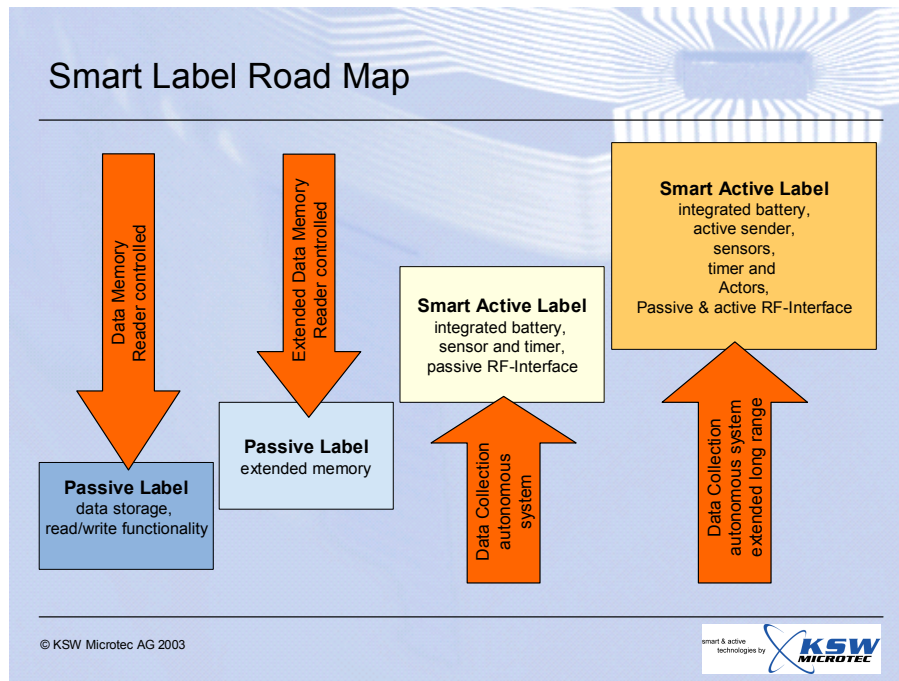 Smart Label Road Map
Data Memory
Reader controlled
Extended Data Memory
Reader controlled
Smart Active Label
integrated battery,
active sender,
sensors,
timer and
Actors,
Passive & active RF-Interface
Smart Active Label
integrated battery,
sensor and timer,
passive RF-Interface
Passive Label
extended memory
Passive Label
data storage,
read/write functionality
Data Collection
autonomous
system
Data Collection
autonomous system
extended long range
© KSW Microtec AG 2003
smart & active
technologies by
KSW
MICROTEC